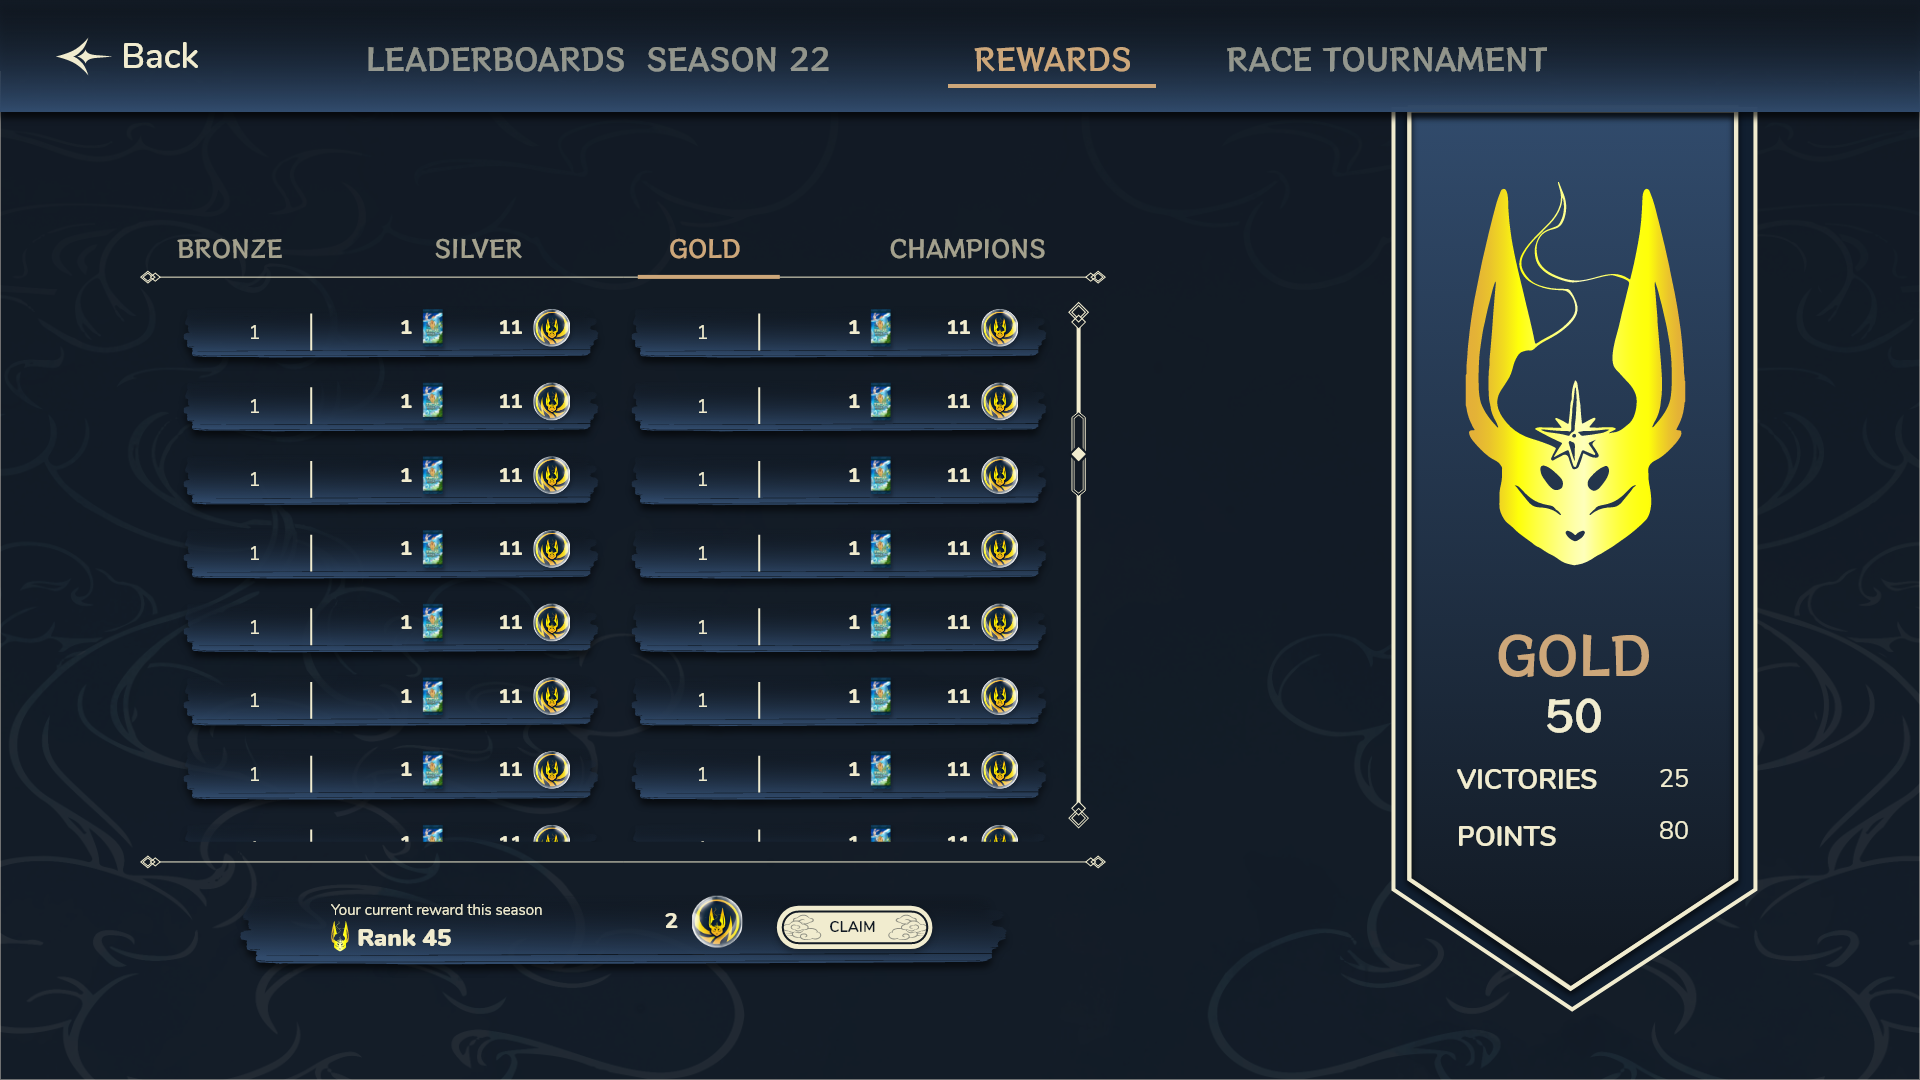 Back
LEADERBOARDS SEASON 22
REWARDS
RACE TOURNAMENT
BRONZE
SILVER
GOLD
CHAMPIONS
1 1 11 1 1 11
1 1 11 1 1 11
1 1 11 1 1 11
1 1 11 1 1 11
1 1 11 1 1 11
1 1 11 1 1 11
1 1 11 1 1 11
Your current reward this season
Rank 45
2
CLAIM
GOLD
50
VICTORIES 25
POINTS 80